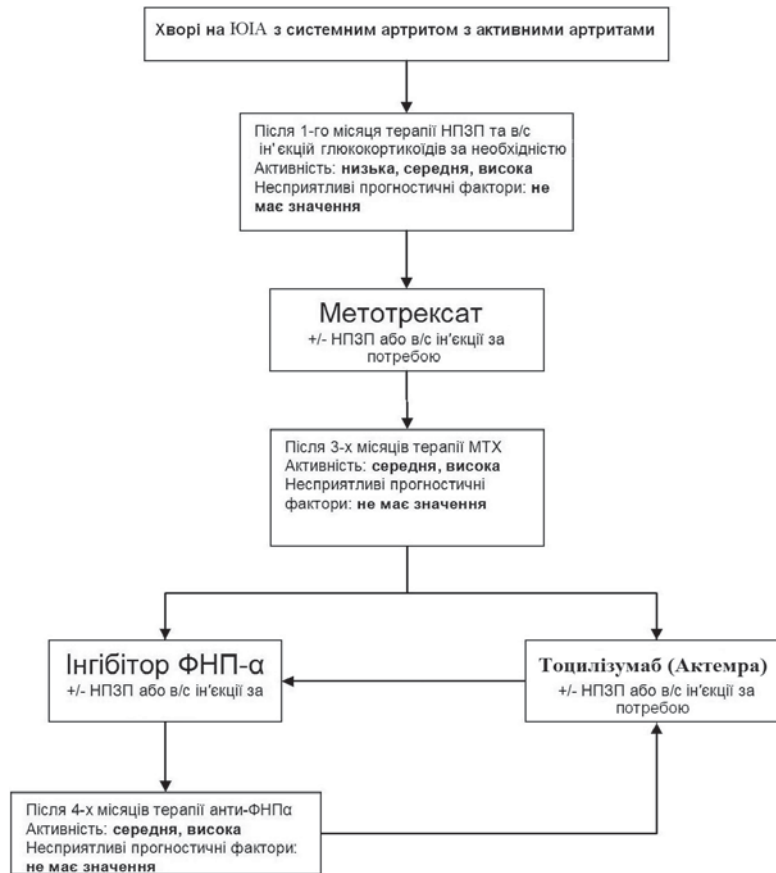 Хворі на ЮІА з системним артритом з активними артритами
Після 1-го місяця терапії НПЗП та в/с
ін'єкцій глюкокортикоїдів за необхідністю
Активність: низька, середня, висока
Несприятливі прогностичні фактори: не
має значення
Метотрексат
+/- НПЗП або в/с ін'єкції за
потребою
Після 3-х місяців терапії МТХ
Активність: середня, висока
Несприятливі прогностичні
фактори: не має значення
Інгібітор ФНП-α
+/- НПЗП або в/с ін'єкції за
Тоцилізумаб (Актемра)
+/- НПЗП або в/с ін'єкції за
потребою
Після 4-х місяців терапії анти-ФНПα
Активність: середня, висока
Несприятливі прогностичні фактори:
не має значення